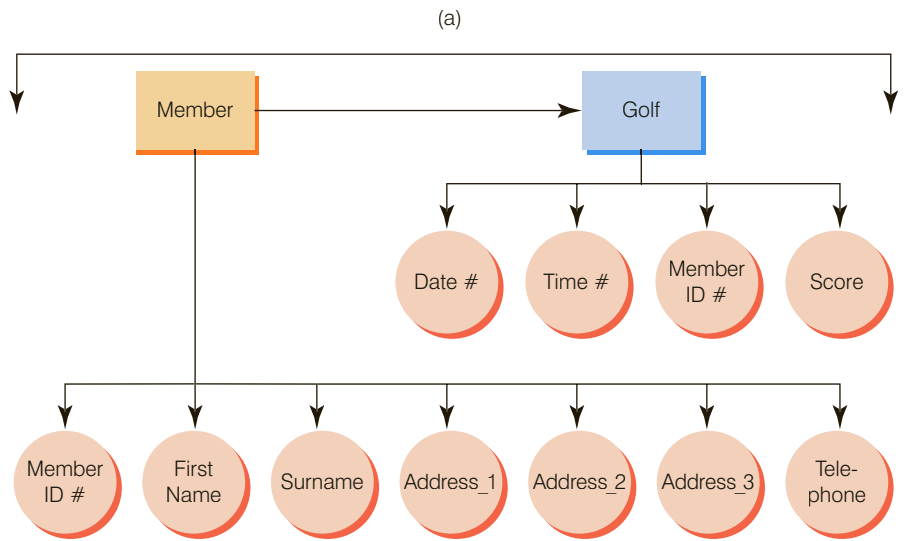 (a)
Member
Golf
Date #
Time #
Member
ID #
Score
Member
ID #
First
Name
Surname
Address_1
Address_2
Address_3
Tele-
phone